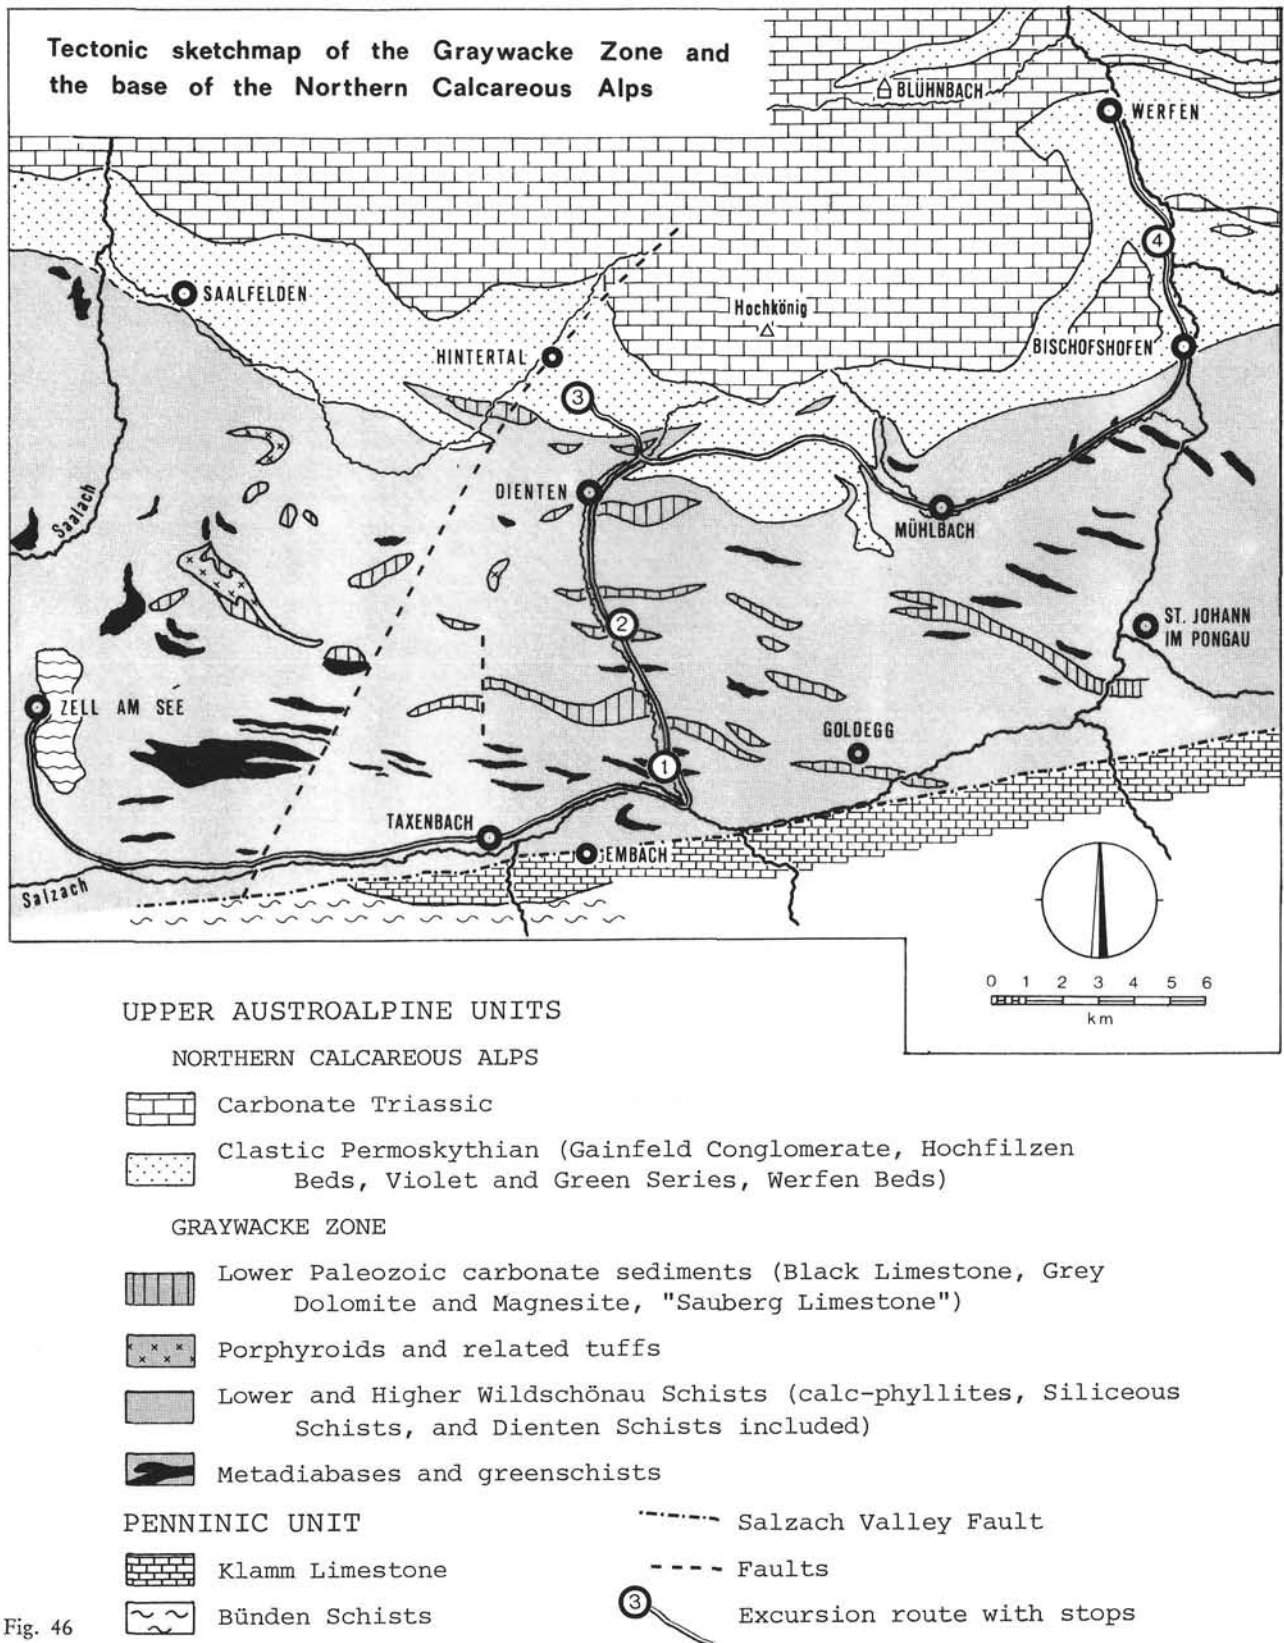 Tectonic sketchmap of the Graywacke Zone and
the base of the Northern Calcareous Alps
BLÜHNBACH
WERFEN
4
SAALFELDEN
Hochkönig
HINTERTAL
BISCHOFSHOFEN
3
Saalach
DIENTEN
MÜHLBACH
2
ST. JOHANN
IM PONGAU
ZELL AM SEE
GOLDEGG
1
TAXENBACH
EMBACH
Salzach
0 1 2 3 4 5 6
km
UPPER AUSTROALPINE UNITS
NORTHERN CALCAREOUS ALPS
Carbonate Triassic
Clastic Permoskythian (Gainfeld Conglomerate, Hochfilzen
Beds, Violet and Green Series, Werfen Beds)
GRAYWACKE ZONE
Lower Paleozoic carbonate sediments (Black Limestone, Grey
Dolomite and Magnesite, "Sauberg Limestone")
Porphyroids and related tuffs
Lower and Higher Wildschönau Schists (calc-phyllites, Siliceous
Schists, and Dienten Schists included)
Metadiabases and greenschists
PENNINIC UNIT
Salzach Valley Fault
Klamm Limestone
Faults
Bünden Schists
3
Excursion route with stops
Fig. 46